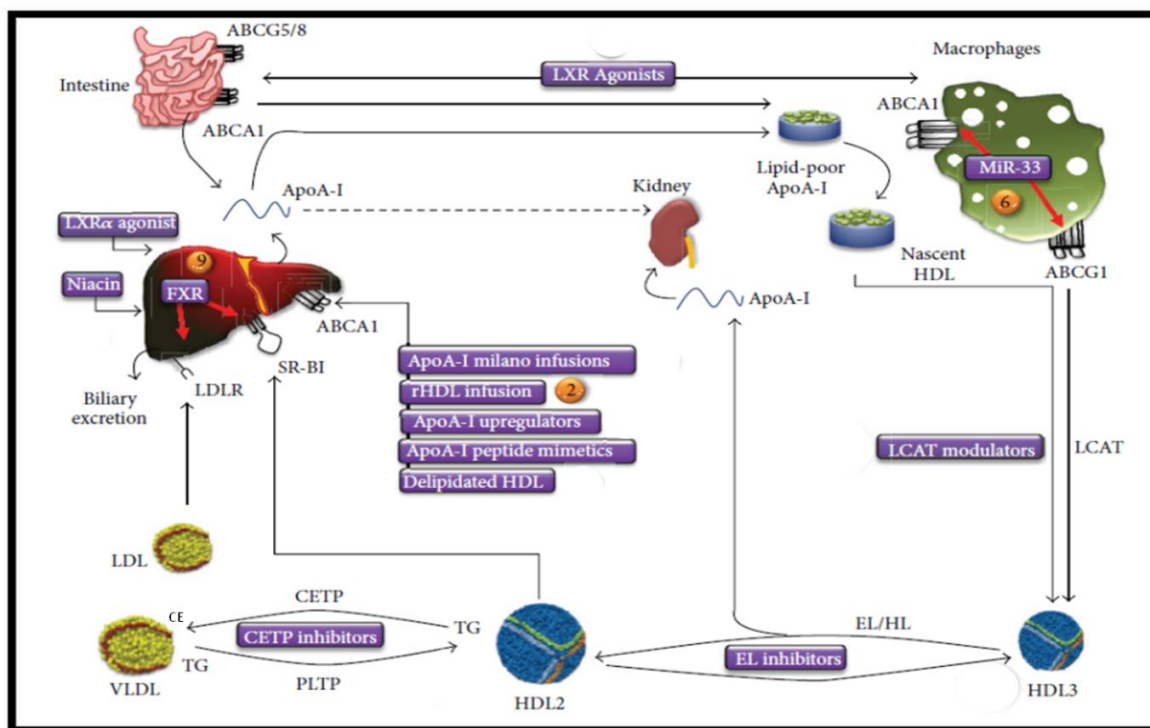 ABCG5/8
LXR Agonists
Macrophages
Intestine
ABCA1
ABCA1
Lipid-poor
ApoA-I
MiR-33
6
ApoA-I
Kidney
LXRα agonist
9
Nascent
HDL
ABCG1
Niacin
FXR
ABCA1
ApoA-I
SR-BI
LDLR
Biliary
excretion
ApoA-I milano infusions
rHDL infusion
2
ApoA-I upregulators
ApoA-I peptide mimetics
Delipidated HDL
LCAT modulators
LCAT
LDL
CETP
CE
TG
EL/HL
CETP inhibitors
EL inhibitors
TG
VLDL
PLTP
HDL2
HDL3